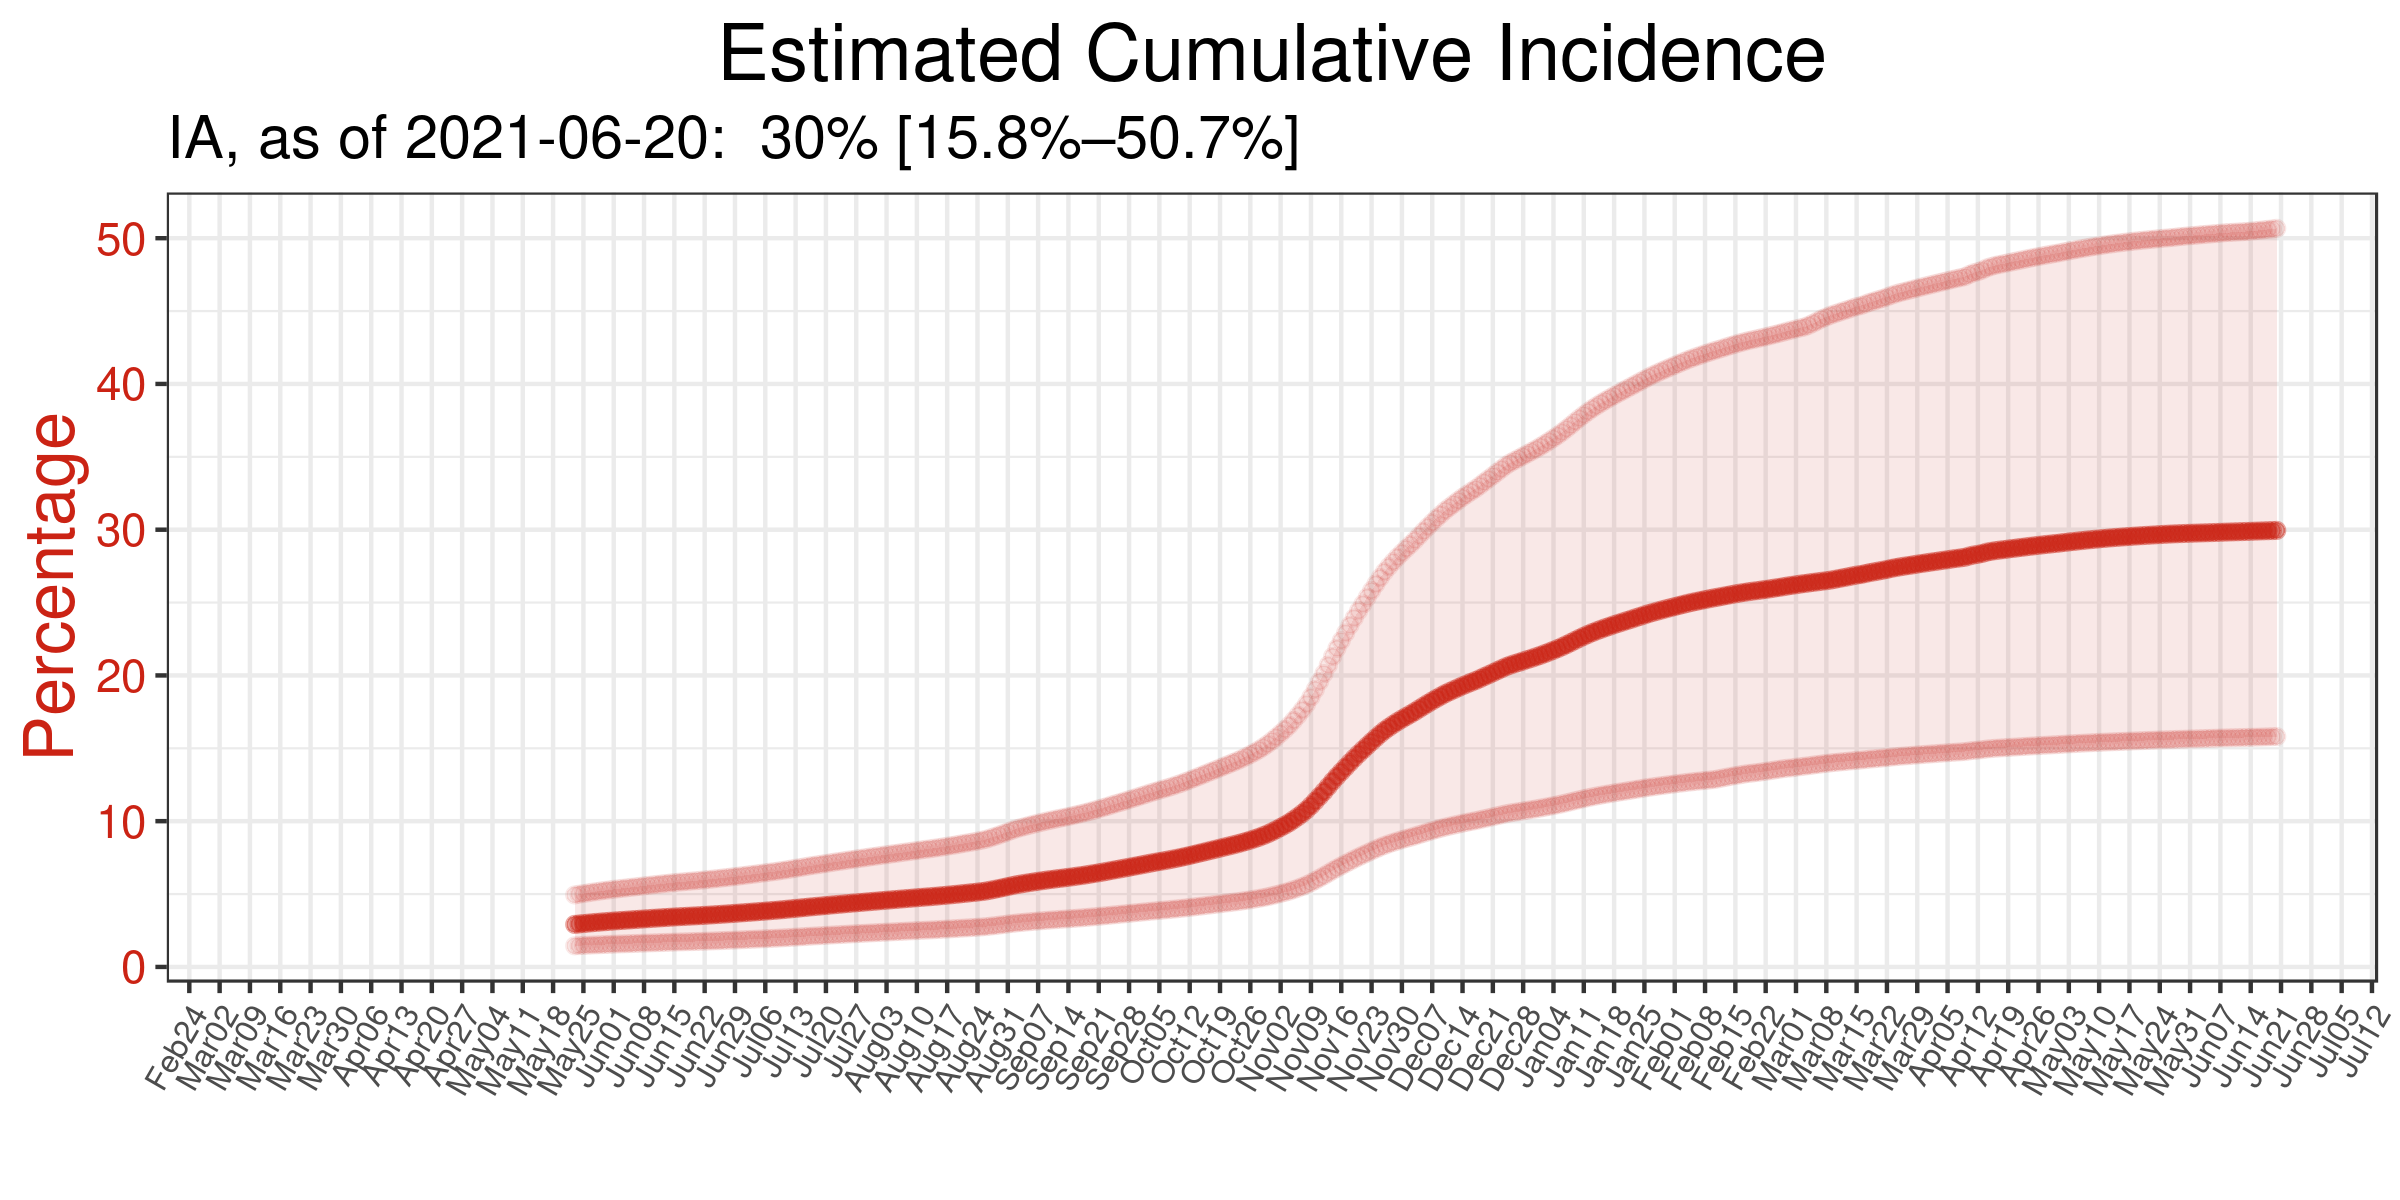 Estimated Cumulative Incidence
IA, as of 2021-06-20:  30% [15.8%–50.7%]
Percentage
50
40
30
20
10
0
Feb24
Mar02
Mar09
Mar16
Mar23
Mar30
Apr06
Apr13
Apr20
Apr27
May04
May11
May18
May25
Jun01
Jun08
Jun15
Jun22
Jun29
Jul06
Jul13
Jul20
Jul27
Aug03
Aug10
Aug17
Aug24
Aug31
Sep07
Sep14
Sep21
Sep28
Oct05
Oct12
Oct19
Oct26
Nov02
Nov09
Nov16
Nov23
Nov30
Dec07
Dec14
Dec21
Dec28
Jan04
Jan11
Jan18
Jan25
Feb01
Feb08
Feb15
Feb22
Mar01
Mar08
Mar15
Mar22
Mar29
Apr05
Apr12
Apr19
Apr26
May03
May10
May17
May24
May31
Jun07
Jun14
Jun21
Jun28
Jul05
Jul12